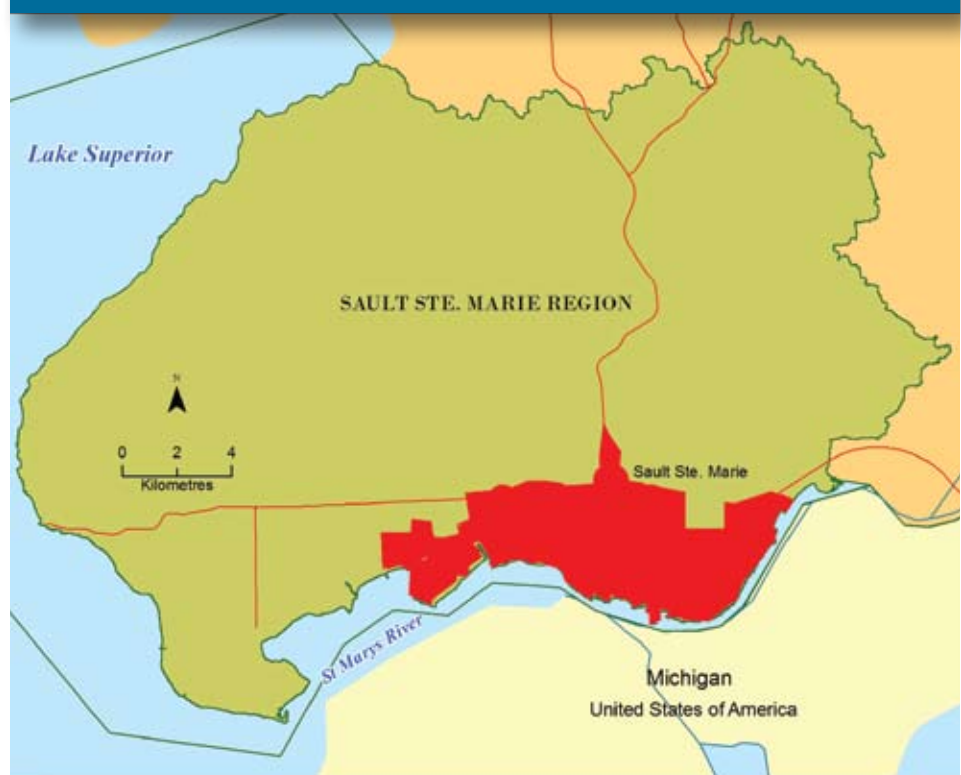 Lake Superior
SAULT STE. MARIE REGION
N
0 2 4
Kilometres
Sault Ste. Marie
St Marys River
Michigan
United States of America